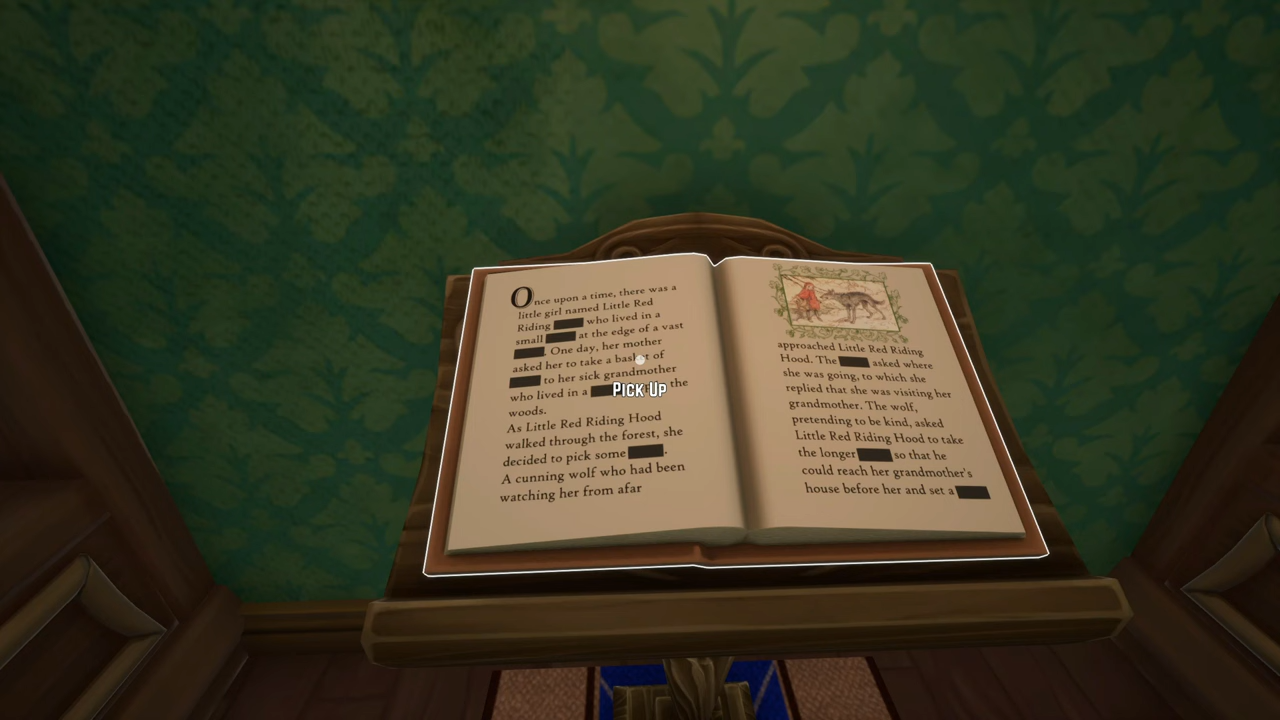 Once upon a time, there was a
little girl named Little Red
Riding who lived in a
small at the edge of a vast
. One day, her mother
asked her to take a basket of
to her sick grandmother
who lived in a the
woods.
As Little Red Riding Hood
walked through the forest, she
decided to pick some .
A cunning wolf who had been
watching her from afar
approached Little Red Riding
Hood. The asked where
she was going, to which she
replied that she was visiting her
grandmother. The wolf,
pretending to be kind, asked
Little Red Riding Hood to take
the longer so that he
could reach her grandmother's
house before her and set a
Pick Up